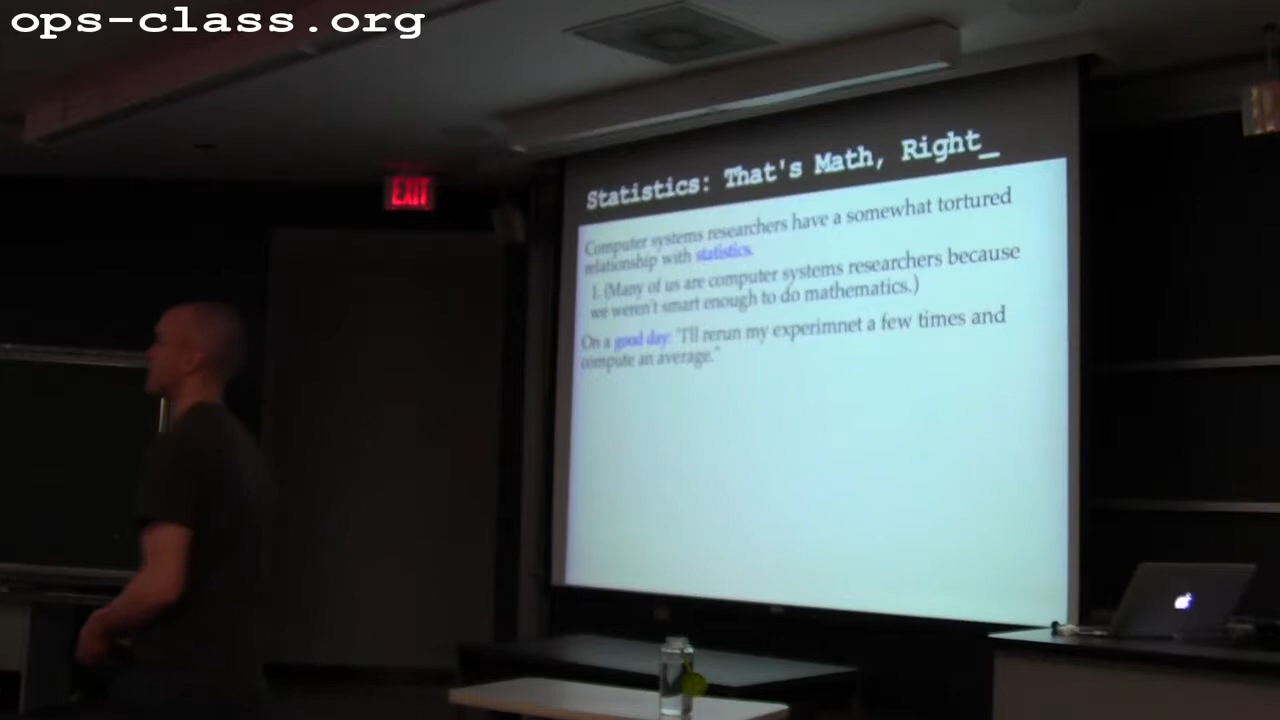 ops-class.org
EXIT
Statistics: That's Math, Right_
Computer systems researchers have a somewhat tortured
relationship with statistics.
1. (Many of us are computer systems researchers because
we weren't smart enough to do mathematics.)
On a good day: "I'll rerun my experimnet a few times and
compute an average."